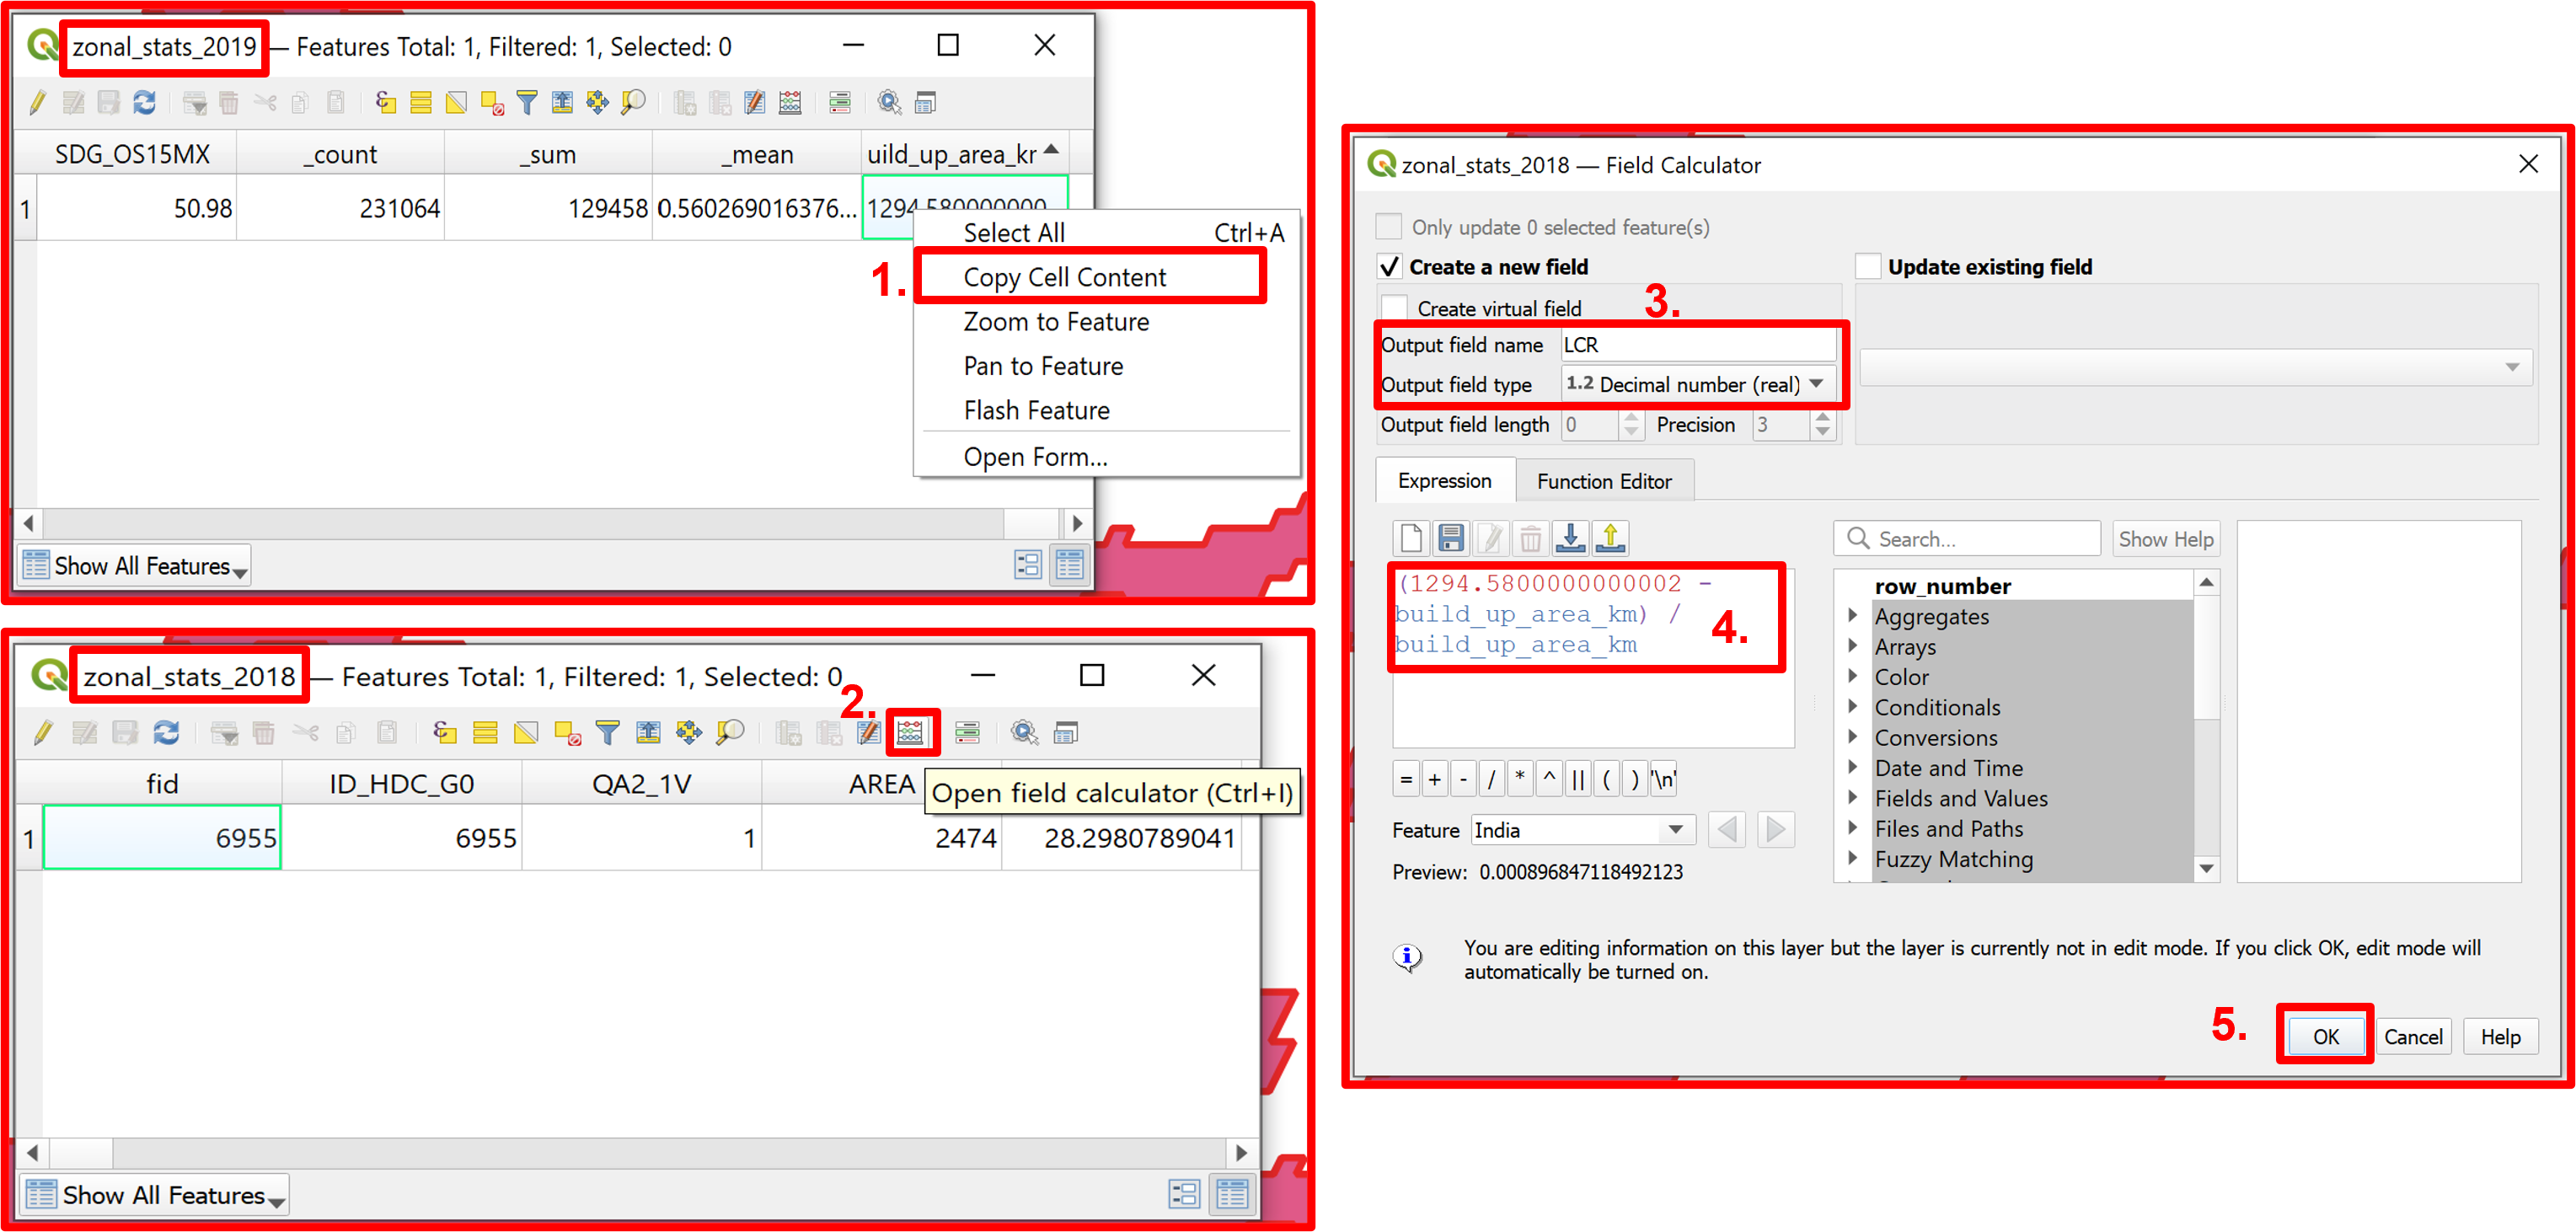 zonal_stats_2019 — Features Total: 1, Filtered: 1, Selected: 0
SDG_OS15MX _count _sum _mean uild_up_area_kr
1 50.98 231064 129458 0.560269016376... 1294.580000000
Select All Ctrl+A
1. Copy Cell Content
Zoom to Feature
Pan to Feature
Flash Feature
Open Form...
Show All Features
zonal_stats_2018 — Features Total: 1, Filtered: 1, Selected: 0
2.
fid ID_HDC_G0 QA2_1V AREA
Open field calculator (Ctrl+I)
1 6955 6955 1 2474 28.2980789041
Show All Features
zonal_stats_2018 — Field Calculator
Only update 0 selected feature(s)
Create a new field
Update existing field
Create virtual field
3.
Output field name LCR
Output field type 1.2 Decimal number (real)
Output field length 0 Precision 3
Expression Function Editor
Search... Show Help
(1294.5800000000002 -
build_up_area_km) /
build_up_area_km
4.
row_number
Aggregates
Arrays
Color
Conditionals
Conversions
Date and Time
Fields and Values
Files and Paths
Fuzzy Matching
= + - / * ^ || ( ) '\n'
Feature India
Preview: 0.000896847118492123
You are editing information on this layer but the layer is currently not in edit mode. If you click OK, edit mode will
automatically be turned on.
5. OK Cancel Help